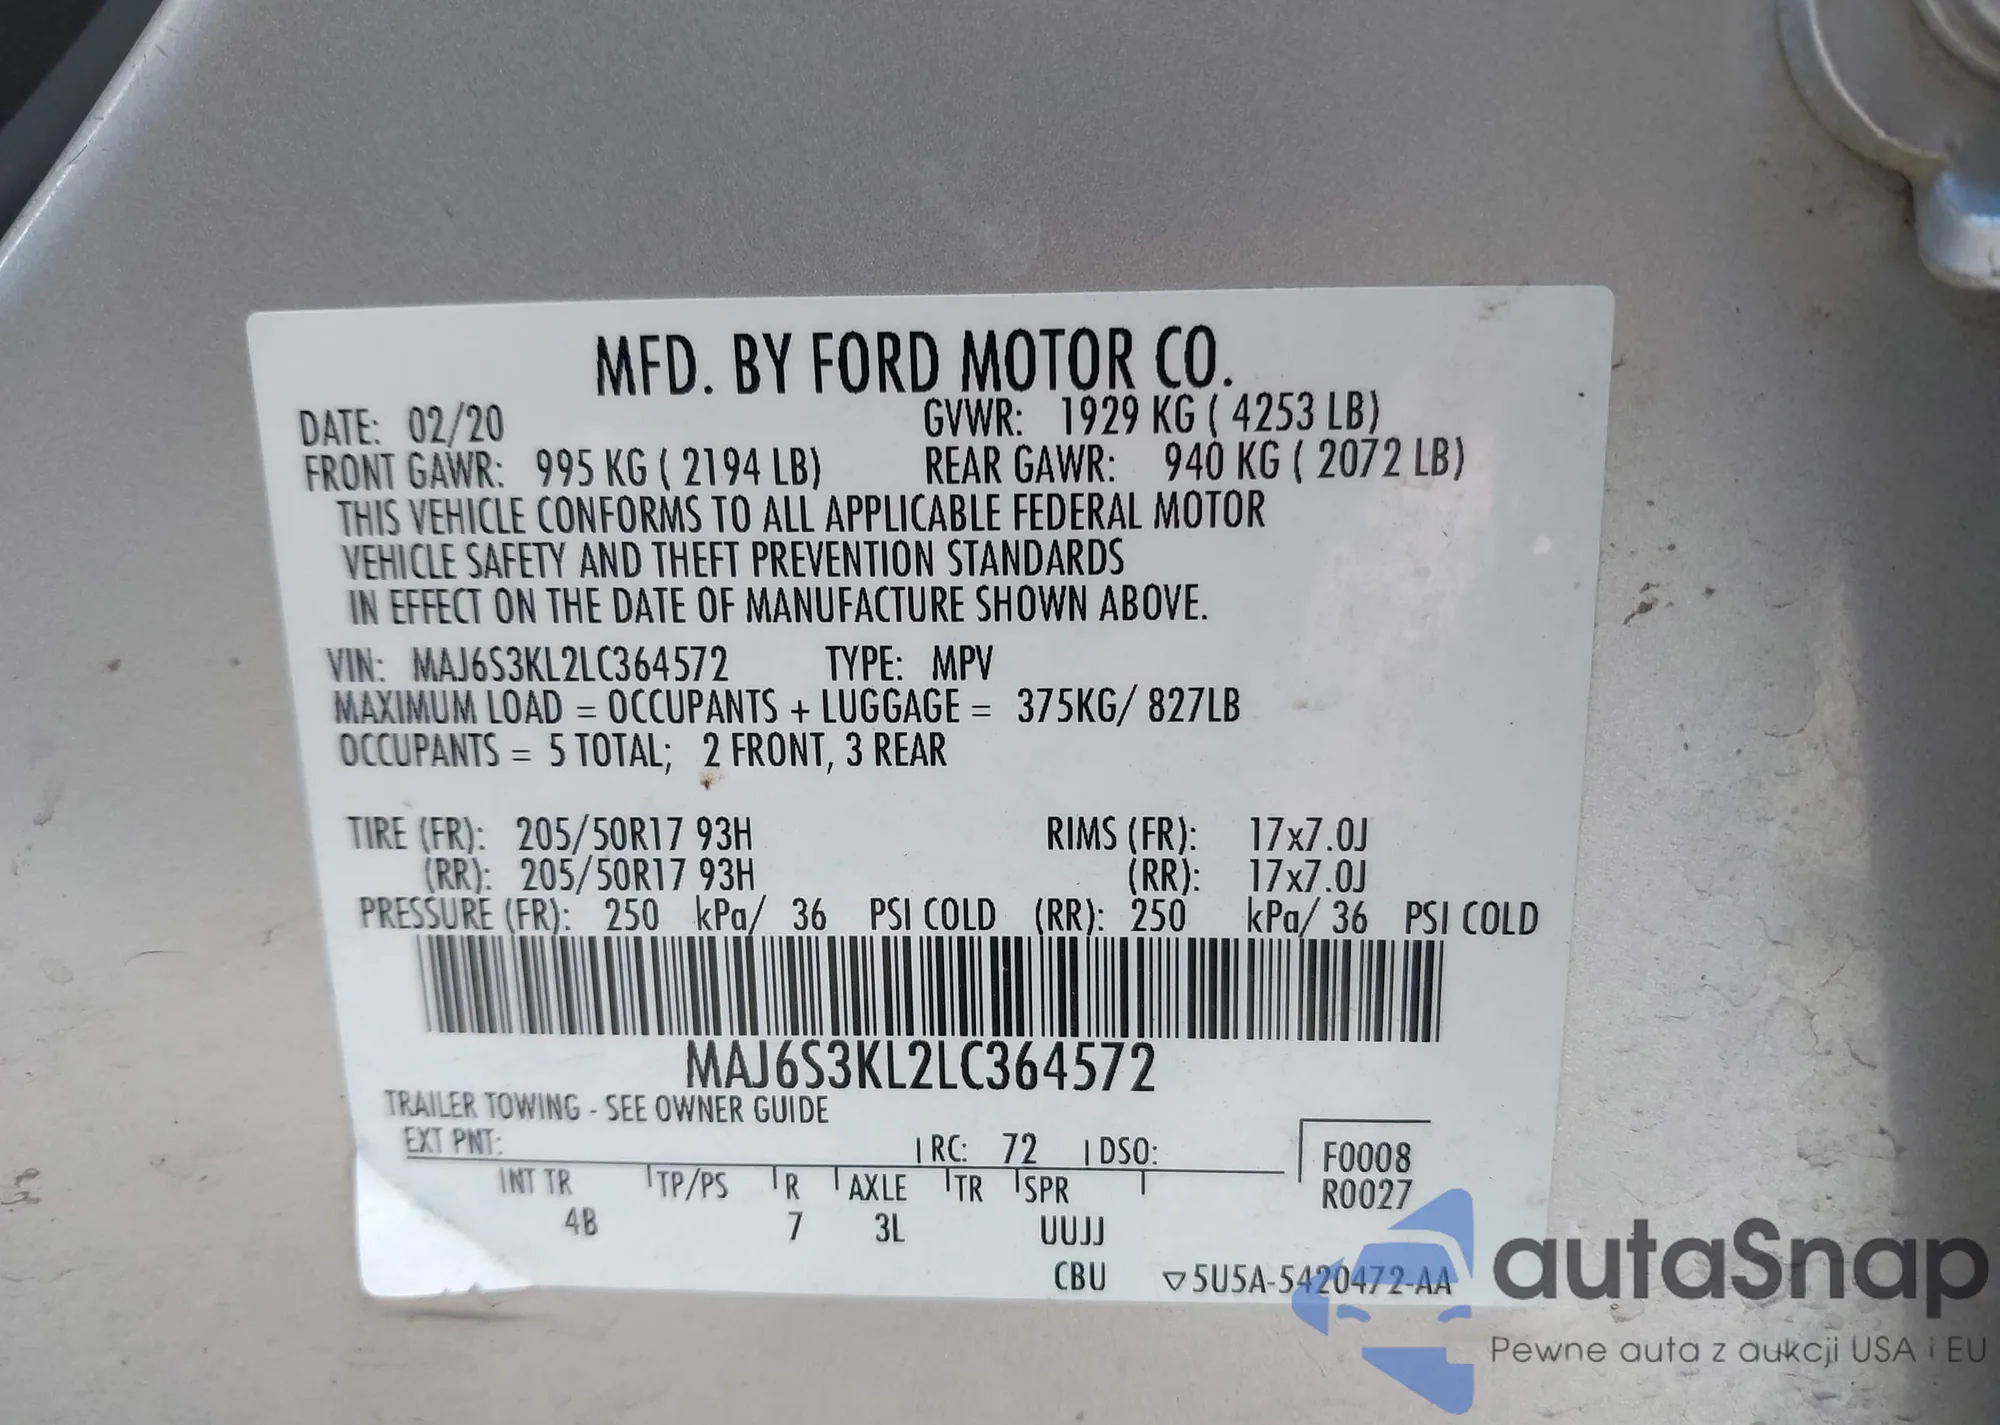 MFD. BY FORD MOTOR CO.
DATE: 02/20 GVWR: 1929 KG ( 4253 LB)
FRONT GAWR: 995 KG ( 2194 LB) REAR GAWR: 940 KG ( 2072 LB)
THIS VEHICLE CONFORMS TO ALL APPLICABLE FEDERAL MOTOR
VEHICLE SAFETY AND THEFT PREVENTION STANDARDS
IN EFFECT ON THE DATE OF MANUFACTURE SHOWN ABOVE.
VIN: MAJ6S3KL2LC364572 TYPE: MPV
MAXIMUM LOAD = OCCUPANTS + LUGGAGE = 375KG/ 827LB
OCCUPANTS = 5 TOTAL; 2 FRONT, 3 REAR
TIRE (FR): 205/50R17 93H RIMS (FR): 17x7.0J
(RR): 205/50R17 93H (RR): 17x7.0J
PRESSURE (FR): 250 kPa/ 36 PSI COLD (RR): 250 kPa/ 36 PSI COLD
MAJ6S3KL2LC364572
TRAILER TOWING - SEE OWNER GUIDE
EXT PNT: RC: 72 DSO: F0008
INT TR TP/PS R AXLE TR SPR R0027
4B 7 3L UUJJ
CBU ▽5U5A-5420472-AA
autaSnap
Pewne auta z aukcji USA i EU